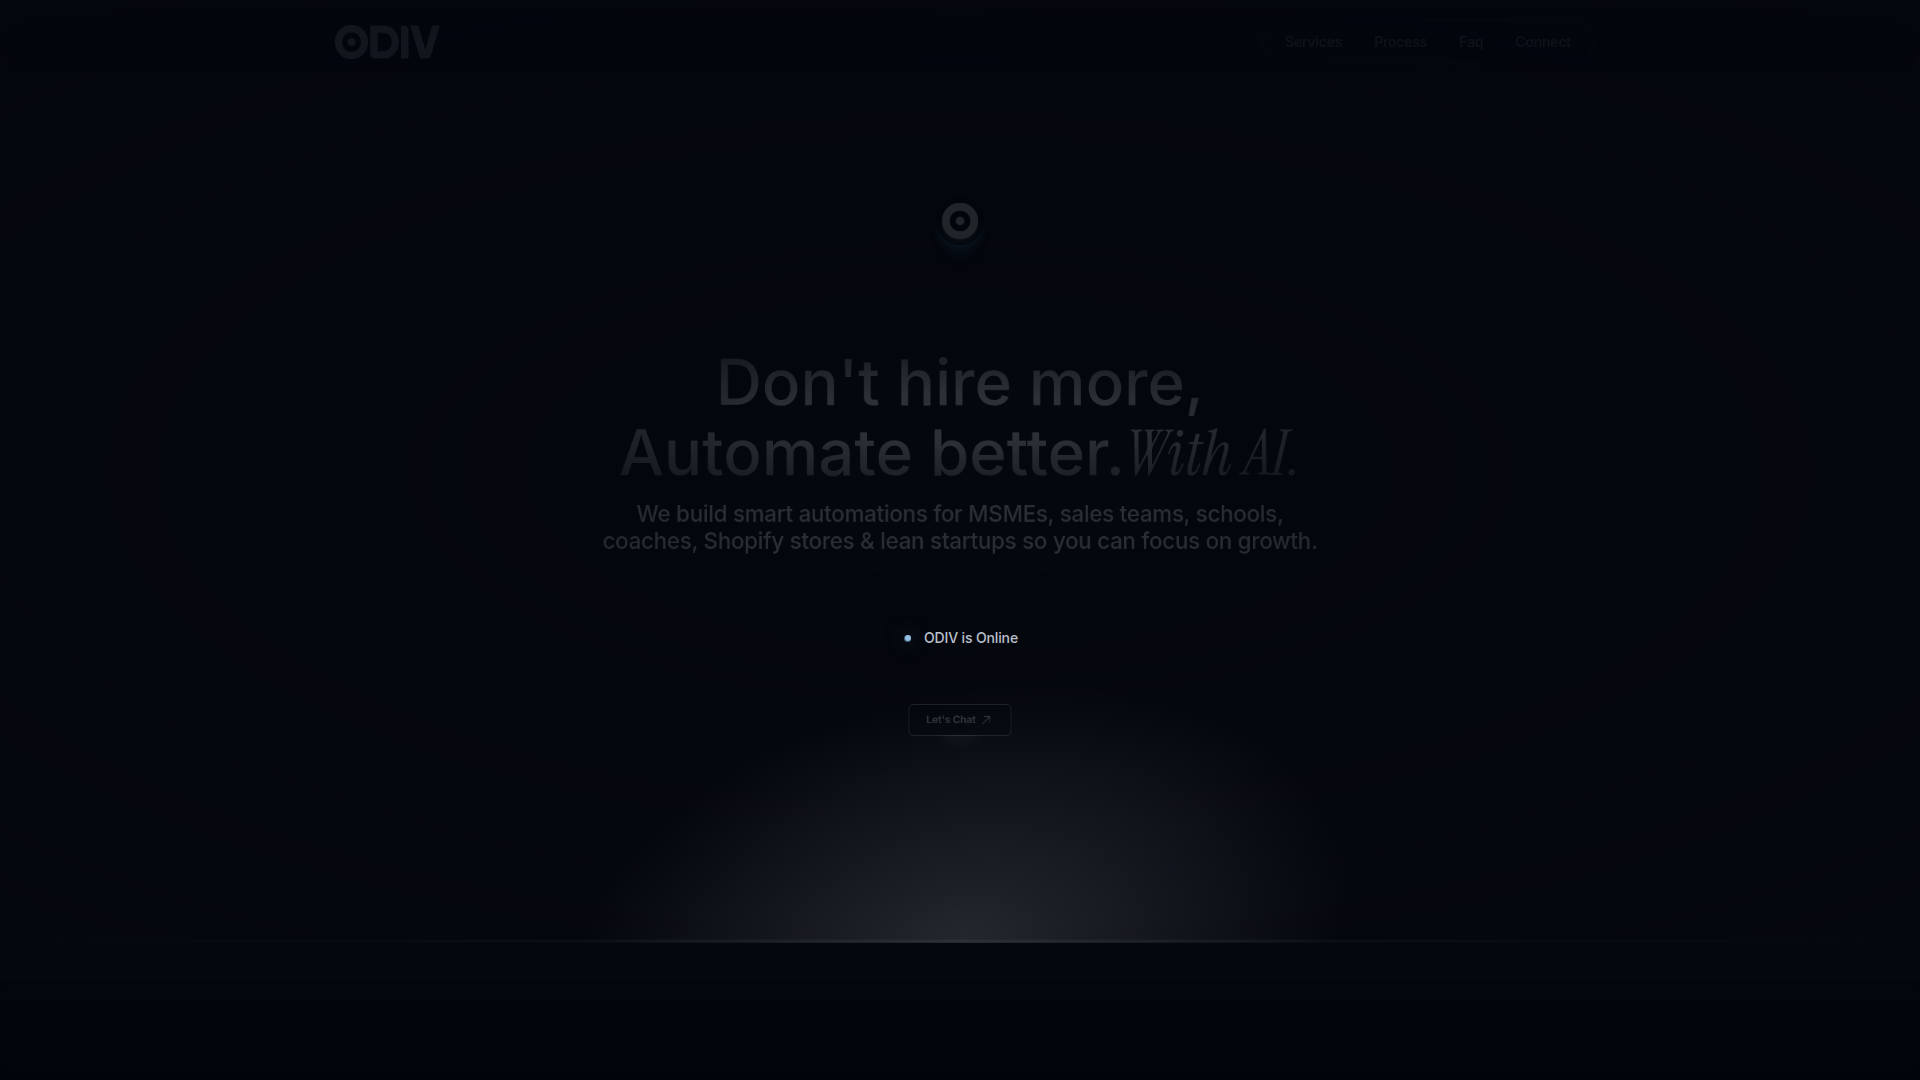 ODIV
Services
Process
Faq
Connect
Don't hire more,
Automate better. With AI.
We build smart automations for MSMEs, sales teams, schools,
coaches, Shopify stores & lean startups so you can focus on growth.
ODIV is Online
Let's Chat